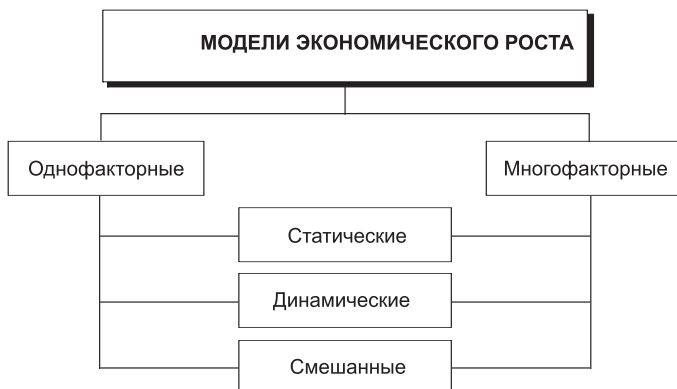 МОДЕЛИ ЭКОНОМИЧЕСКОГО РОСТА
Однофакторные
Многофакторные
Статические
Динамические
Смешанные